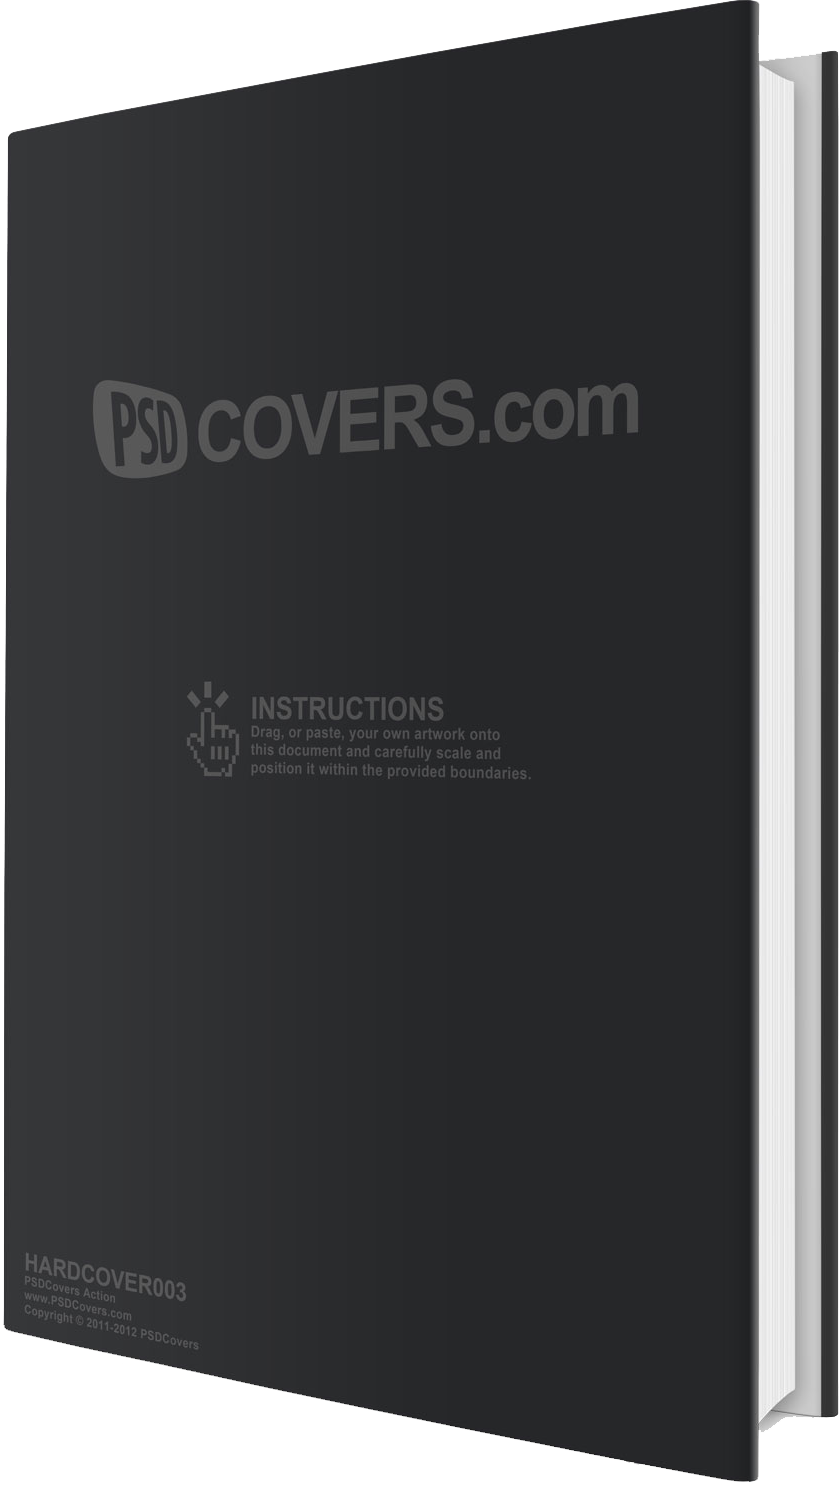 PSD COVERS.com
INSTRUCTIONS
Drag, or paste, your own artwork onto
this document and carefully scale and
position it within the provided boundaries.
HARDCOVER003
PSDCovers Action
www.PSDCovers.com
Copyright © 2011-2012 PSDCovers